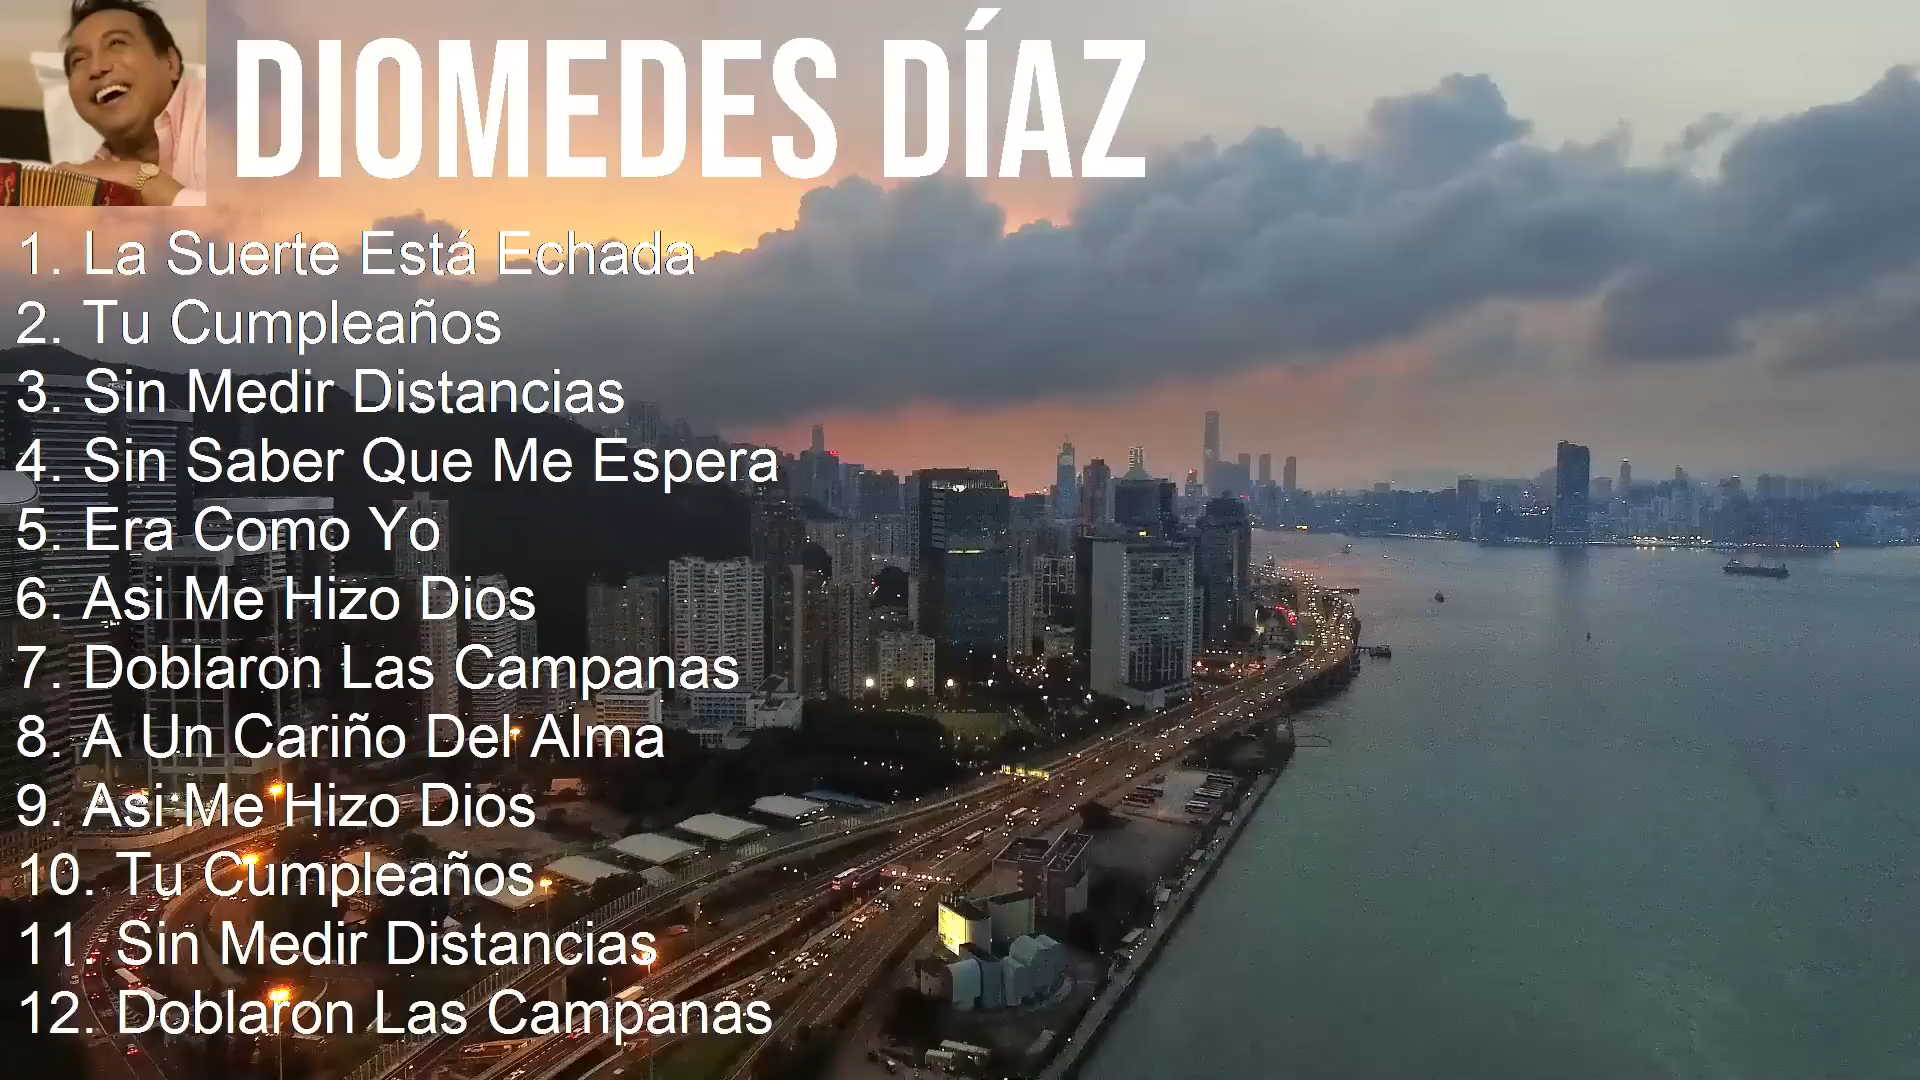 DIOMEDES DÍAZ
1. La Suerte Está Echada
2. Tu Cumpleaños
3. Sin Medir Distancias
4. Sin Saber Que Me Espera
5. Era Como Yo
6. Asi Me Hizo Dios
7. Doblaron Las Campanas
8. A Un Cariño Del Alma
9. Asi Me Hizo Dios
10. Tu Cumpleaños
11. Sin Medir Distancias
12. Doblaron Las Campanas